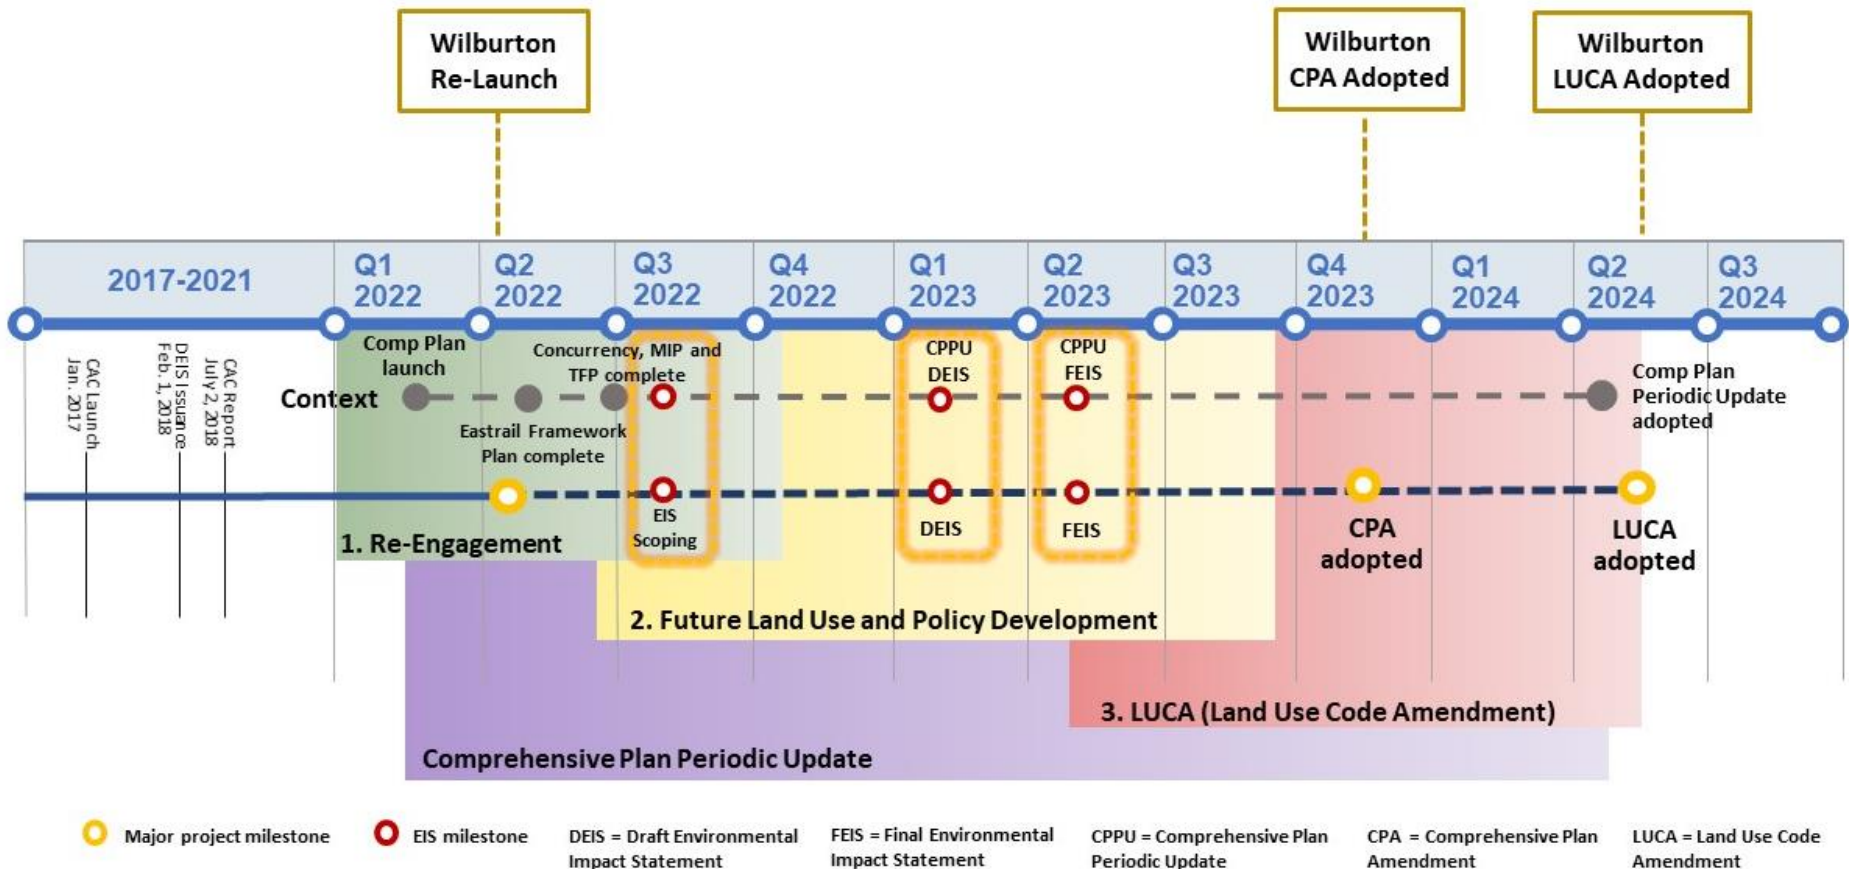 Wilburton
Re-Launch
Wilburton
CPA Adopted
Wilburton
LUCA Adopted
2017-2021
Q1
2022
Q2
2022
Q3
2022
Q4
2022
Q1
2023
Q2
2023
Q3
2023
Q4
2023
Q1
2024
Q2
2024
Q3
2024
CAC Launch
Jan. 2017
DEIS Issuance
Feb. 1, 2018
CAC Report
July 2, 2018
Context
Comp Plan
launch
Eastrail Framework
Plan complete
Concurrency, MIP and
TFP complete
CPPU
DEIS
CPPU
FEIS
Comp Plan
Periodic Update
adopted
EIS
Scoping
DEIS
FEIS
CPA
adopted
LUCA
adopted
1. Re-Engagement
2. Future Land Use and Policy Development
3. LUCA (Land Use Code Amendment)
Comprehensive Plan Periodic Update
Major project milestone
EIS milestone
DEIS = Draft Environmental
Impact Statement
FEIS = Final Environmental
Impact Statement
CPPU = Comprehensive Plan
Periodic Update
CPA = Comprehensive Plan
Amendment
LUCA = Land Use Code
Amendment